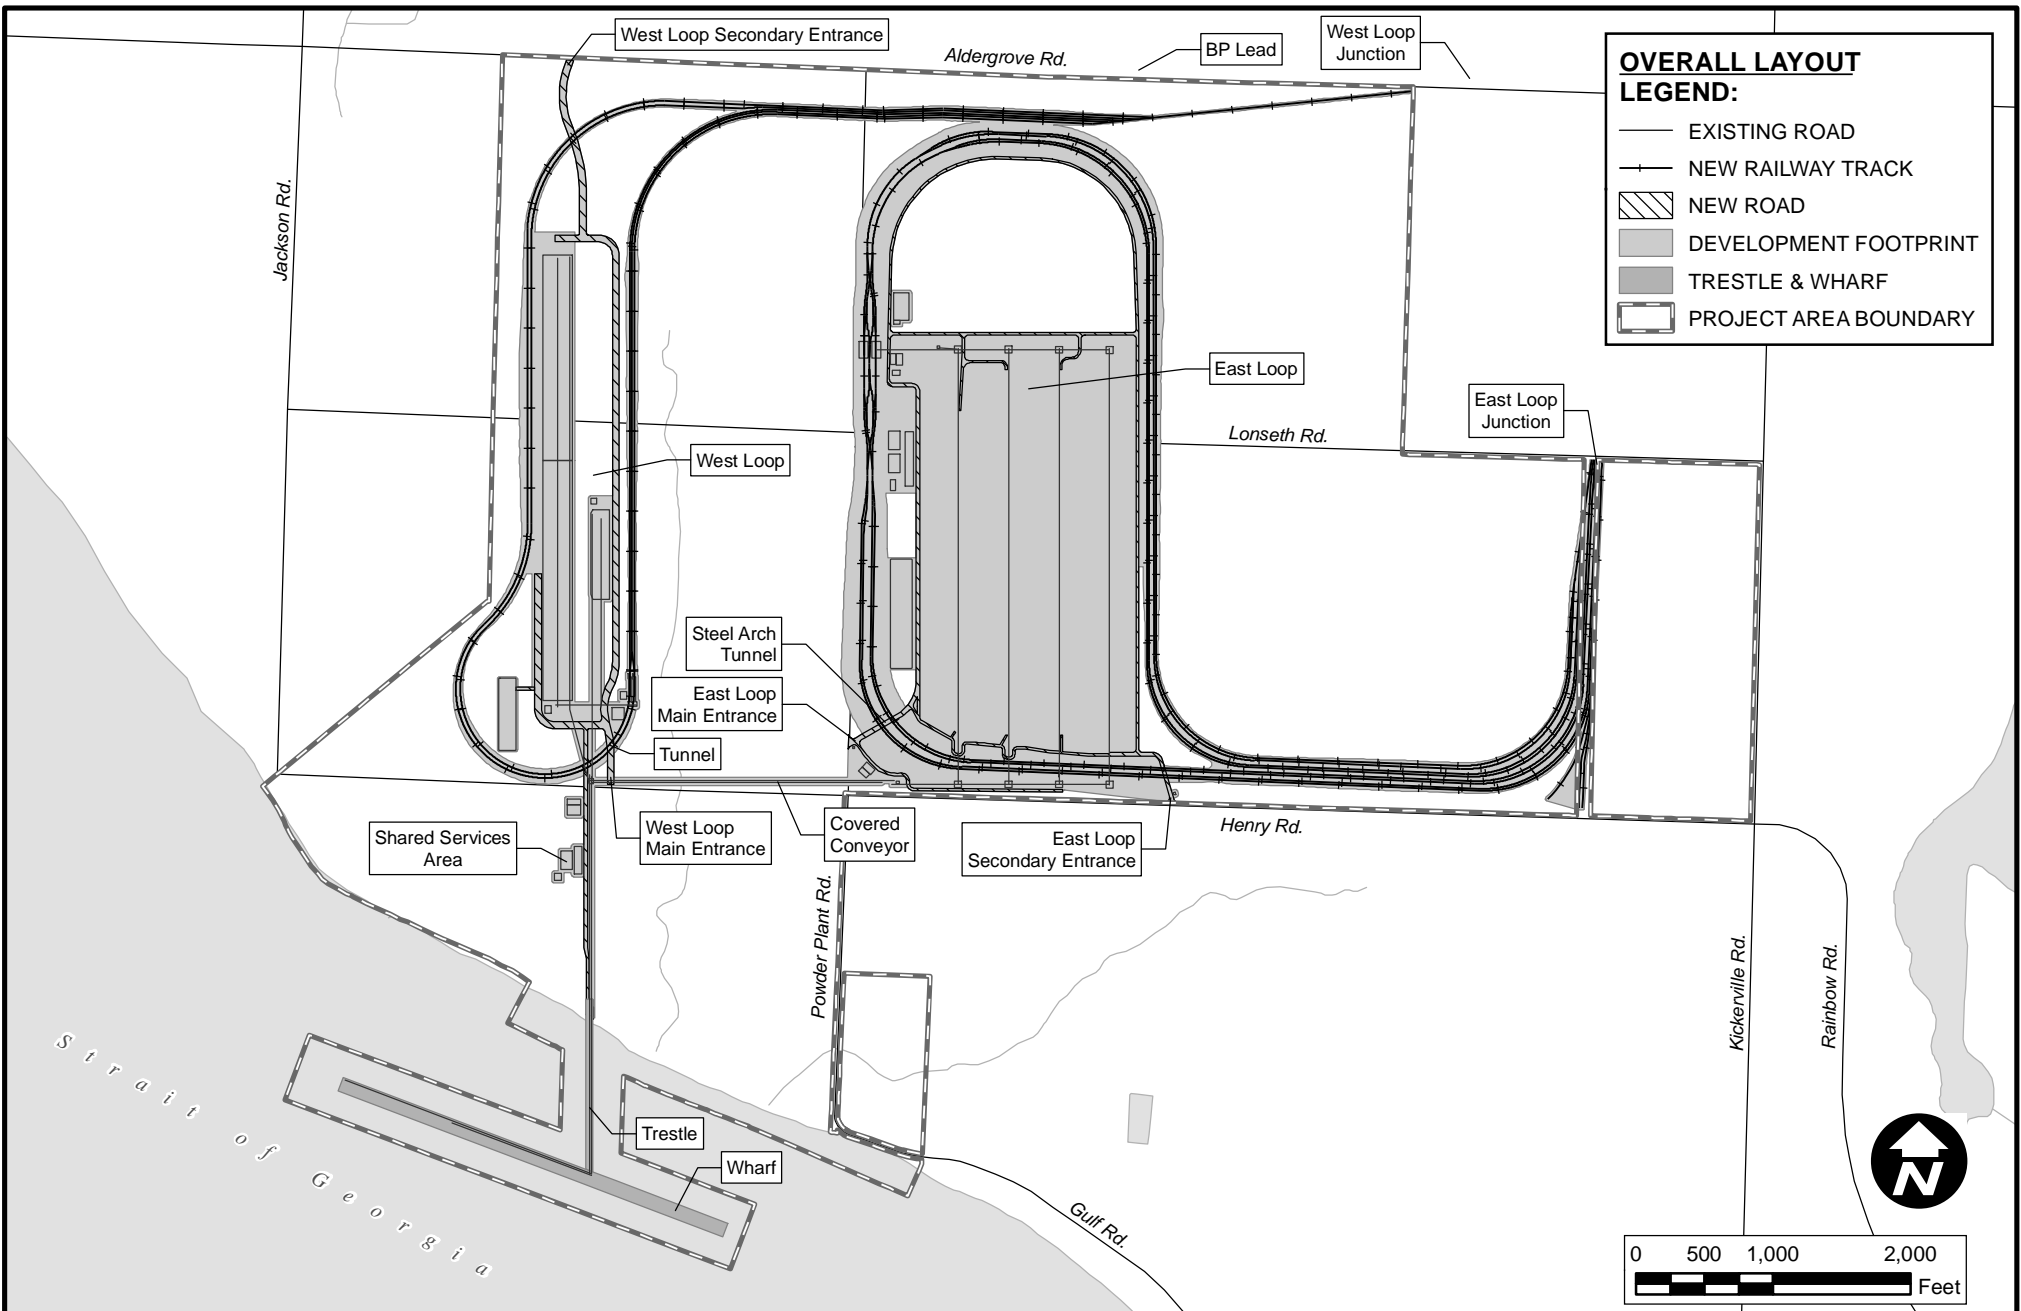 West Loop Secondary Entrance
Aldergrove Rd.
BP Lead
West Loop
Junction
OVERALL LAYOUT
LEGEND:
EXISTING ROAD
NEW RAILWAY TRACK
NEW ROAD
DEVELOPMENT FOOTPRINT
TRESTLE & WHARF
PROJECT AREA BOUNDARY
Jackson Rd.
East Loop
East Loop
Junction
Lonseth Rd.
West Loop
Steel Arch
Tunnel
East Loop
Main Entrance
Tunnel
Shared Services
Area
West Loop
Main Entrance
Covered
Conveyor
East Loop
Secondary Entrance
Henry Rd.
Powder Plant Rd.
Kickerville Rd.
Rainbow Rd.
Strait of Georgia
Trestle
Wharf
Gulf Rd.
N
0 500 1,000 2,000
Feet